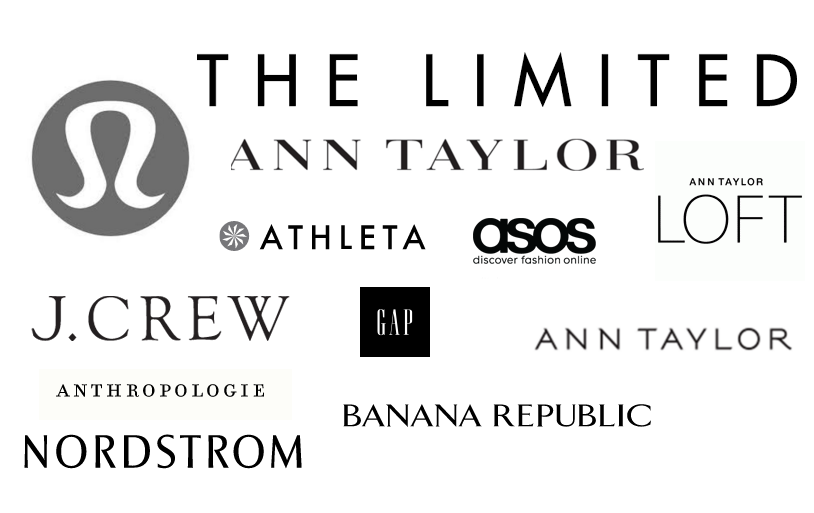 THE LIMITED
ANN TAYLOR
ANN TAYLOR
LOFT
ATHLETA
asos
discover fashion online
J.CREW
GAP
ANN TAYLOR
ANTHROPOLOGIE
BANANA REPUBLIC
NORDSTROM